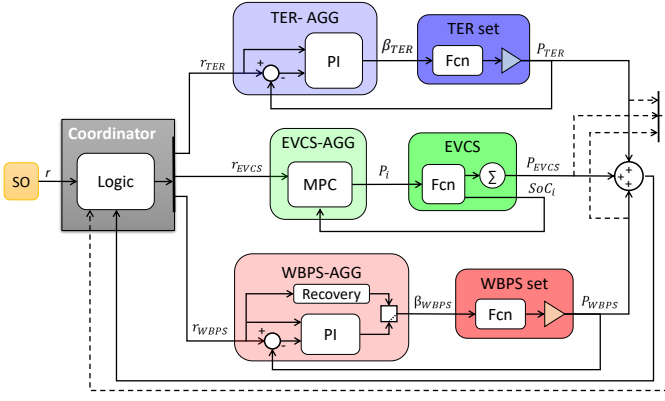 TER- AGG
TER set
r_TER
+
-
PI
β_TER
Fcn
P_TER
Coordinator
SO
r
Logic
EVCS-AGG
EVCS
r_EVCS
MPC
P_i
Fcn
Σ
P_EVCS
SoC_i
+
+
+
WBPS-AGG
WBPS set
Recovery
r_WBPS
+
-
PI
β_WBPS
Fcn
P_WBPS